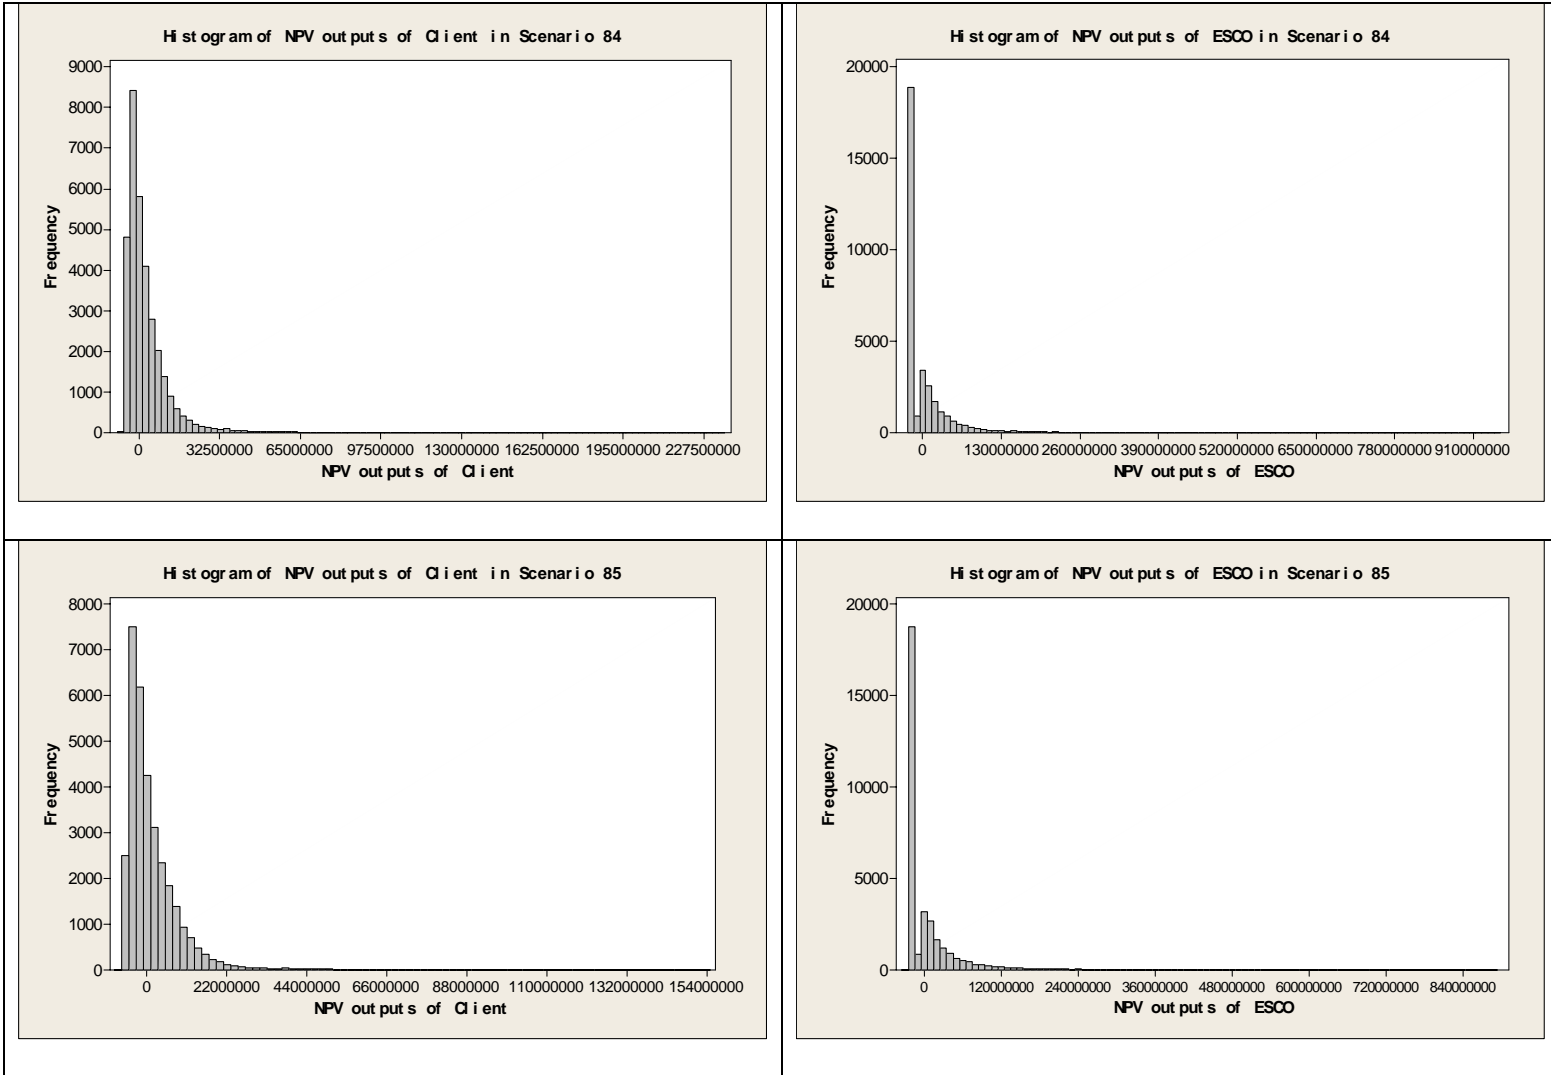 Histogram of NPV outputs of Client in Scenario 84
9000
8000
7000
6000
5000
4000
3000
2000
1000
0
Frequency
0 32500000 65000000 97500000 130000000 162500000 195000000 227500000
NPV outputs of Client
Histogram of NPV outputs of ESCO in Scenario 84
20000
15000
10000
5000
0
Frequency
0 130000000 260000000 390000000 520000000 650000000 780000000 910000000
NPV outputs of ESCO
Histogram of NPV outputs of Client in Scenario 85
8000
7000
6000
5000
4000
3000
2000
1000
0
Frequency
0 22000000 44000000 66000000 88000000 110000000 132000000 154000000
NPV outputs of Client
Histogram of NPV outputs of ESCO in Scenario 85
20000
15000
10000
5000
0
Frequency
0 120000000 240000000 360000000 480000000 600000000 720000000 840000000
NPV outputs of ESCO